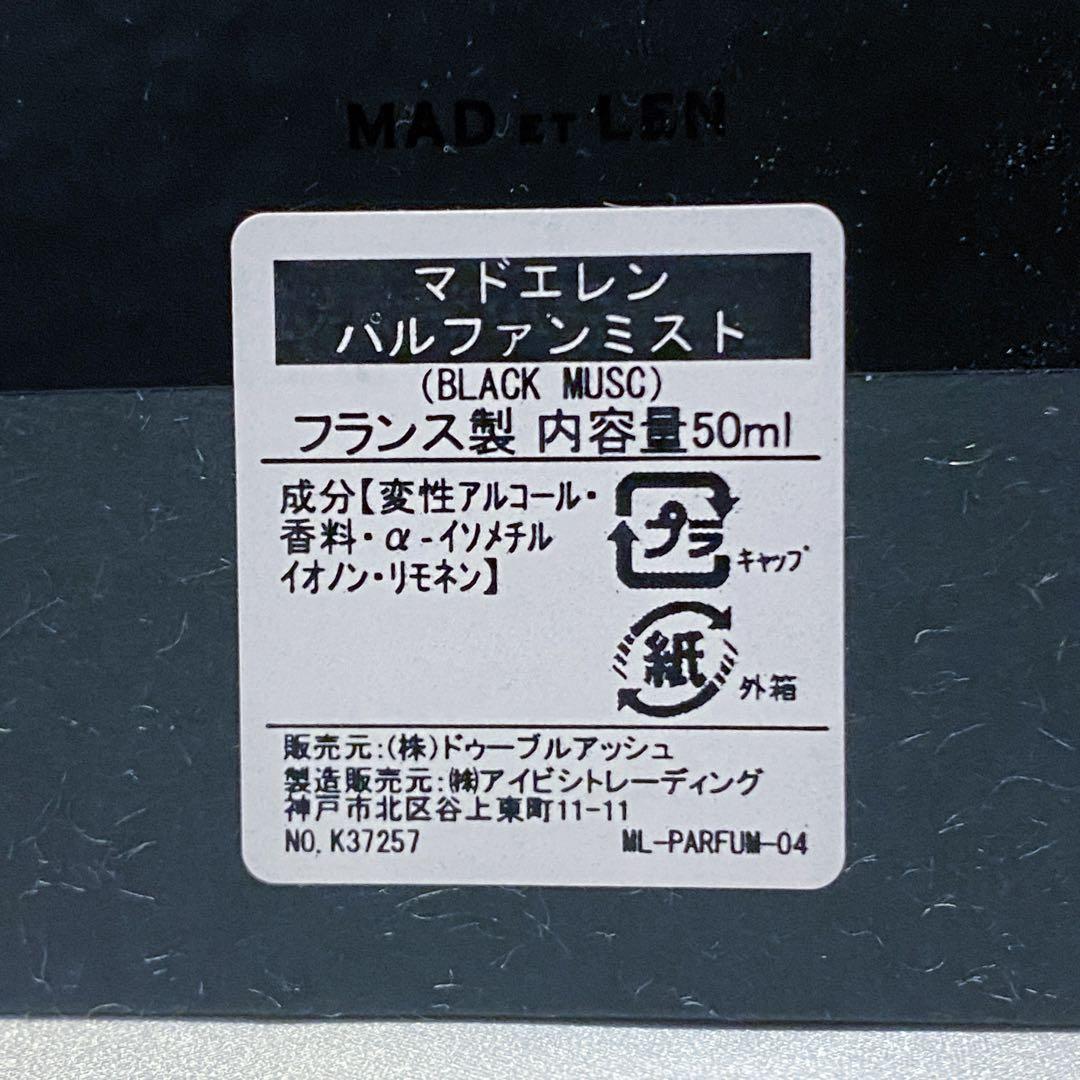 MAD ET LEN
マドエレン
パルファンミスト
(BLACK MUSC)
フランス製 内容量50ml
成分【変性アルコール・
香料・α-イソメチル
イオノン・リモネン】
プラ キャップ
紙 外箱
販売元:(株)ドゥーブルアッシュ
製造販売元:㈱アイビシトレーディング
神戸市北区谷上東町11-11
NO.K37257 ML-PARFUM-04